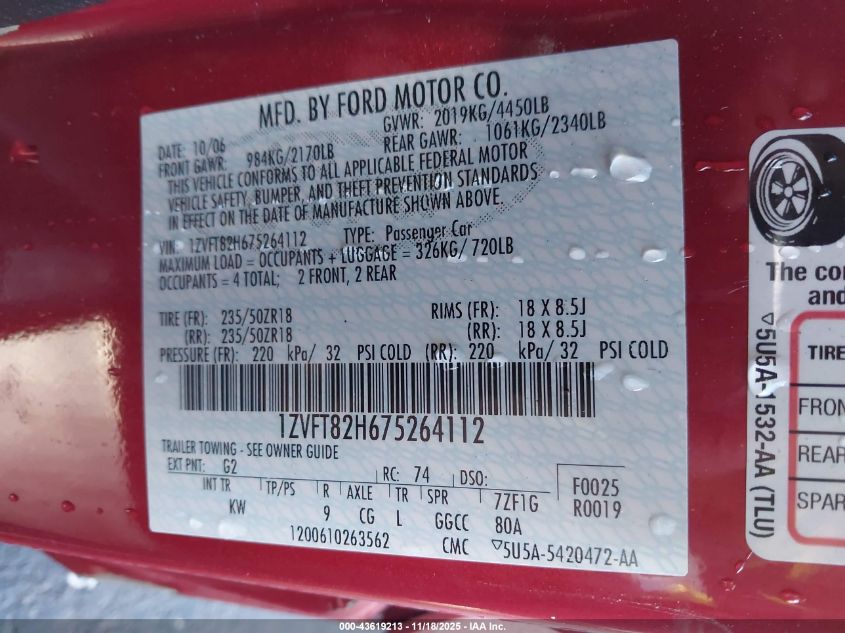 MFD. BY FORD MOTOR CO.
DATE: 10/06 GVWR: 2019KG/4450LB
FRONT GAWR: 984KG/2170LB REAR GAWR: 1061KG/2340LB
THIS VEHICLE CONFORMS TO ALL APPLICABLE FEDERAL MOTOR
VEHICLE SAFETY, BUMPER, AND THEFT PREVENTION STANDARDS
IN EFFECT ON THE DATE OF MANUFACTURE SHOWN ABOVE.
VIN: 1ZVFT82H675264112 TYPE: Passenger Car
MAXIMUM LOAD = OCCUPANTS + LUGGAGE = 326KG/ 720LB
OCCUPANTS = 4 TOTAL; 2 FRONT, 2 REAR
TIRE (FR): 235/50ZR18 RIMS (FR): 18 X 8.5J
(RR): 235/50ZR18 (RR): 18 X 8.5J
PRESSURE (FR): 220 kPa/ 32 PSI COLD (RR): 220 kPa/ 32 PSI COLD
1ZVFT82H675264112
TRAILER TOWING - SEE OWNER GUIDE
EXT PNT: G2 RC: 74 DSO: F0025
INT TR TP/PS R AXLE TR SPR 7ZF1G R0019
KW 9 CG L GGCC 80A
1200610263562 CMC ▽5U5A-5420472-AA
▽5U5A-1532-AA (TLU)
The
and
TIRE
FRON
REAR
SPAR
000-43619213 - 11/18/2025 - IAA Inc.